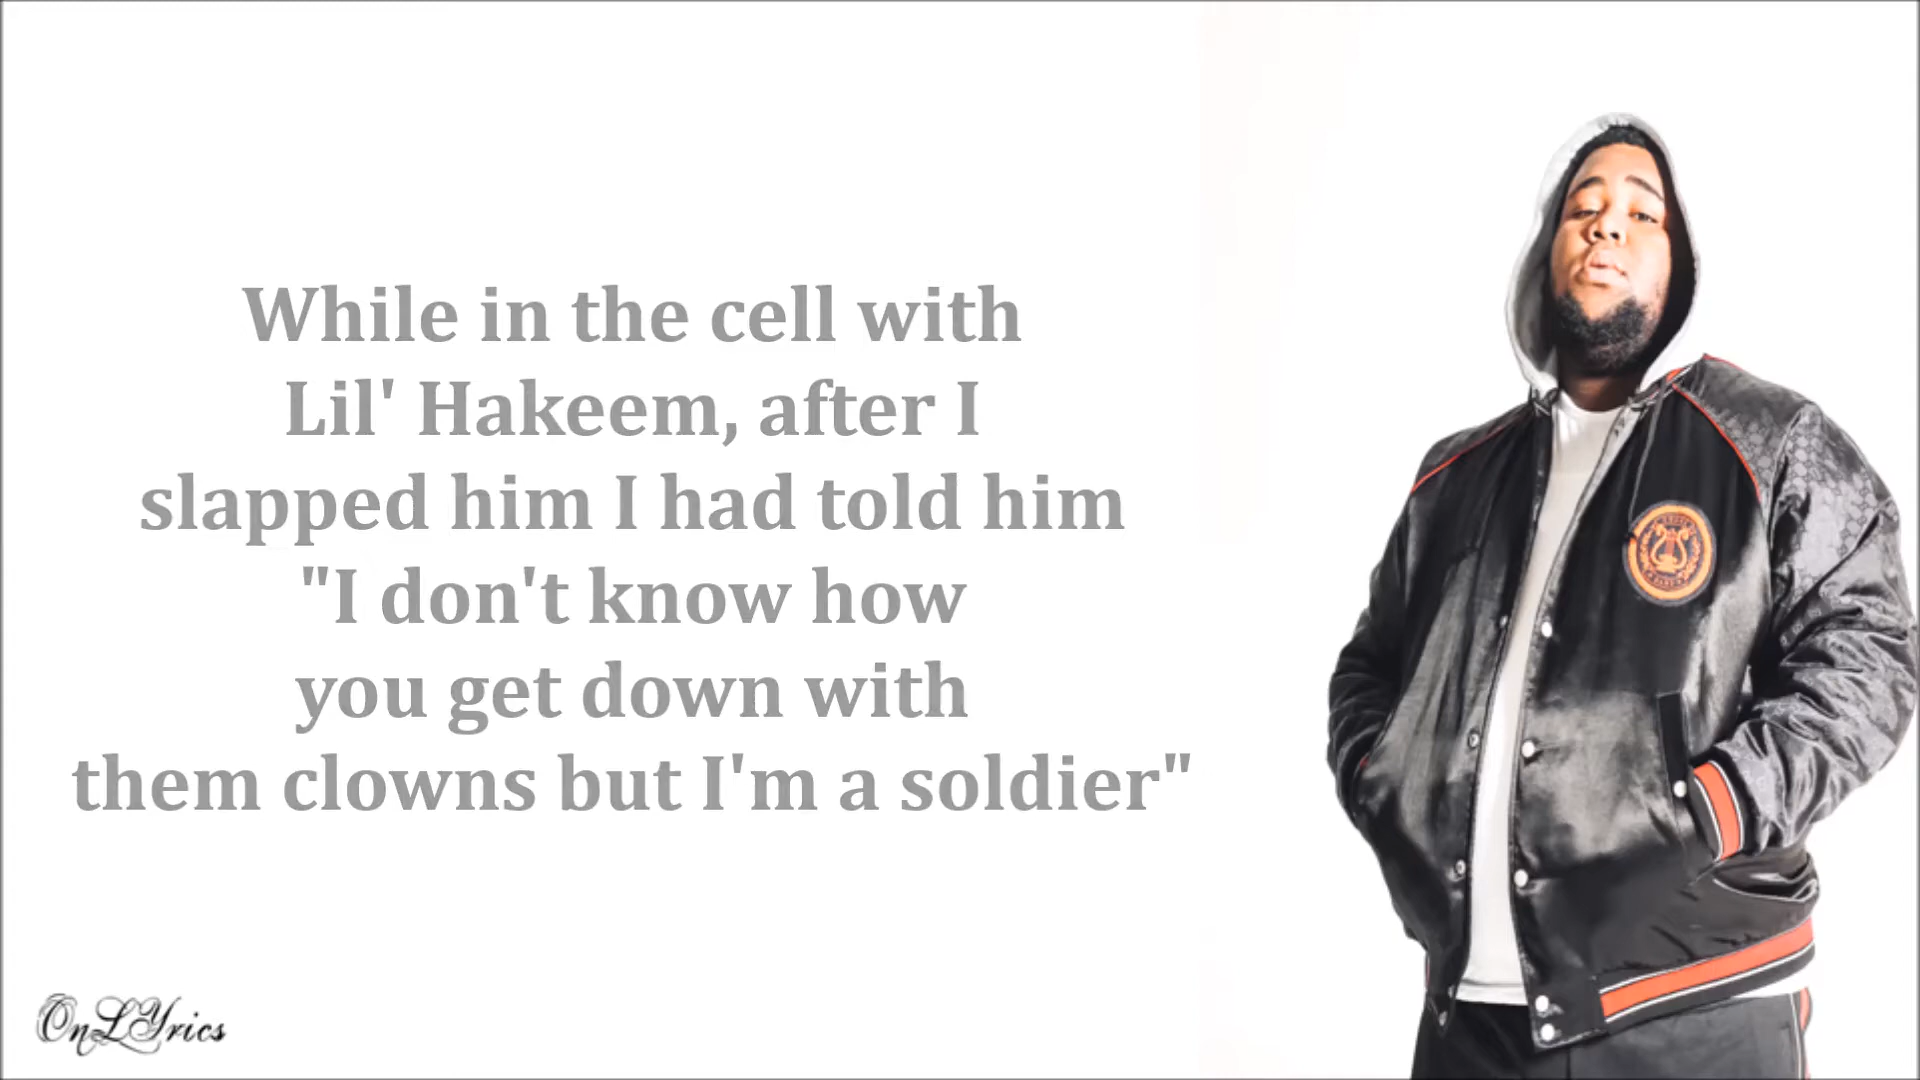 While in the cell with
Lil' Hakeem, after I
slapped him I had told him
"I don't know how
you get down with
them clowns but I'm a soldier"
OnLYrics